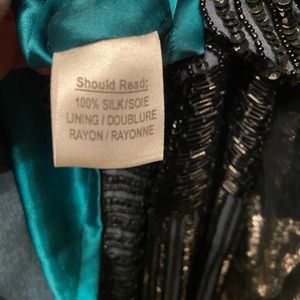 Should Read:
100% SILK/SOIE
LINING / DOUBLURE
RAYON / RAYONNE